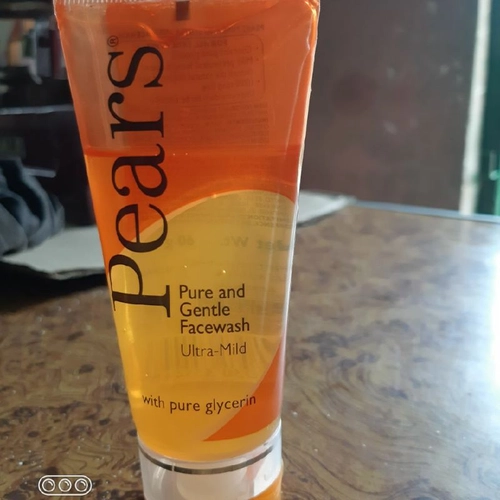 Pears®
Pure and
Gentle
Facewash
Ultra-Mild
with pure glycerin